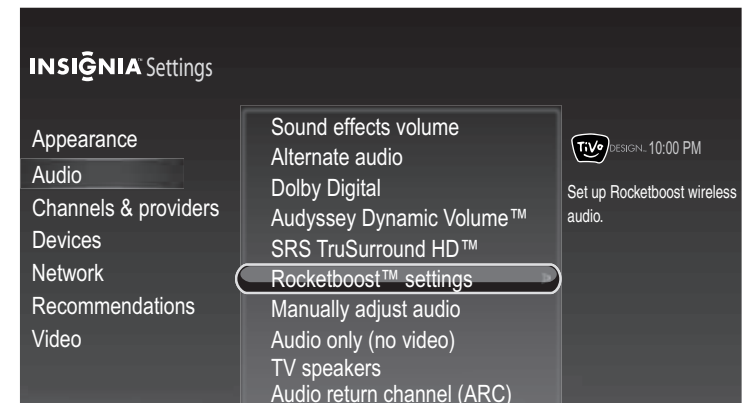 INSIGNIA™ Settings
Appearance
Audio
Channels & providers
Devices
Network
Recommendations
Video
Sound effects volume
Alternate audio
Dolby Digital
Audyssey Dynamic Volume™
SRS TruSurround HD™
Rocketboost™ settings
Manually adjust audio
Audio only (no video)
TV speakers
Audio return channel (ARC)
TiVo DESIGN™ 10:00 PM
Set up Rocketboost wireless
audio.